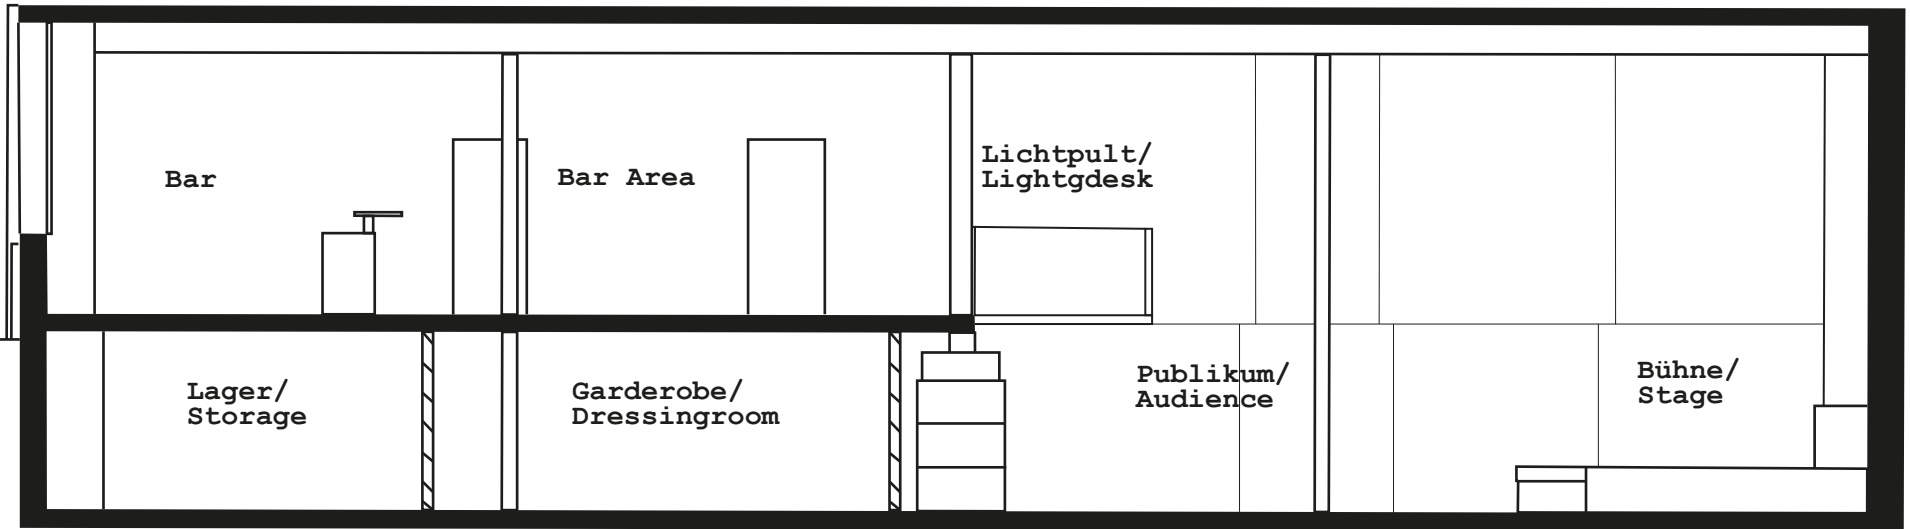 Bar
Bar Area
Lichtpult/
Lightgdesk
Lager/
Storage
Garderobe/
Dressingroom
Publikum/
Audience
Bühne/
Stage